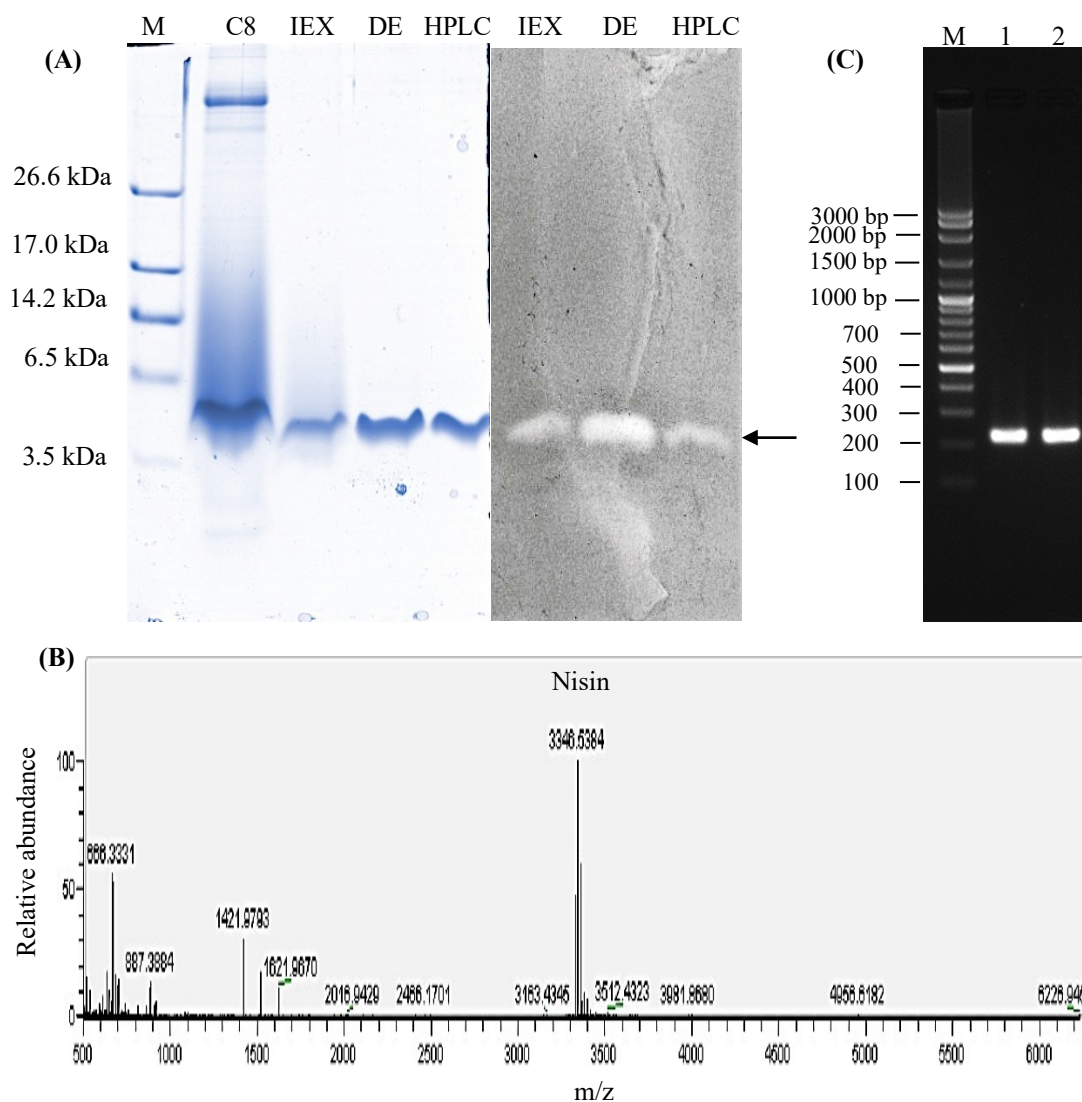 M C8 IEX DE HPLC IEX DE HPLC
(A)
26.6 kDa
17.0 kDa
14.2 kDa
6.5 kDa
3.5 kDa
(C)
M 1 2
3000 bp
2000 bp
1500 bp
1000 bp
700
500
400
300
200
100
(B)
Nisin
3346.5384
666.3331
1421.9793
887.3884
1621.9670
2016.9429
2466.1701
3163.4345
3512.4323
3981.8680
4956.6182
Relative abundance
100
50
0
500 1000 1500 2000 2500 3000 3500 4000 4500 5000 5500 6000
m/z